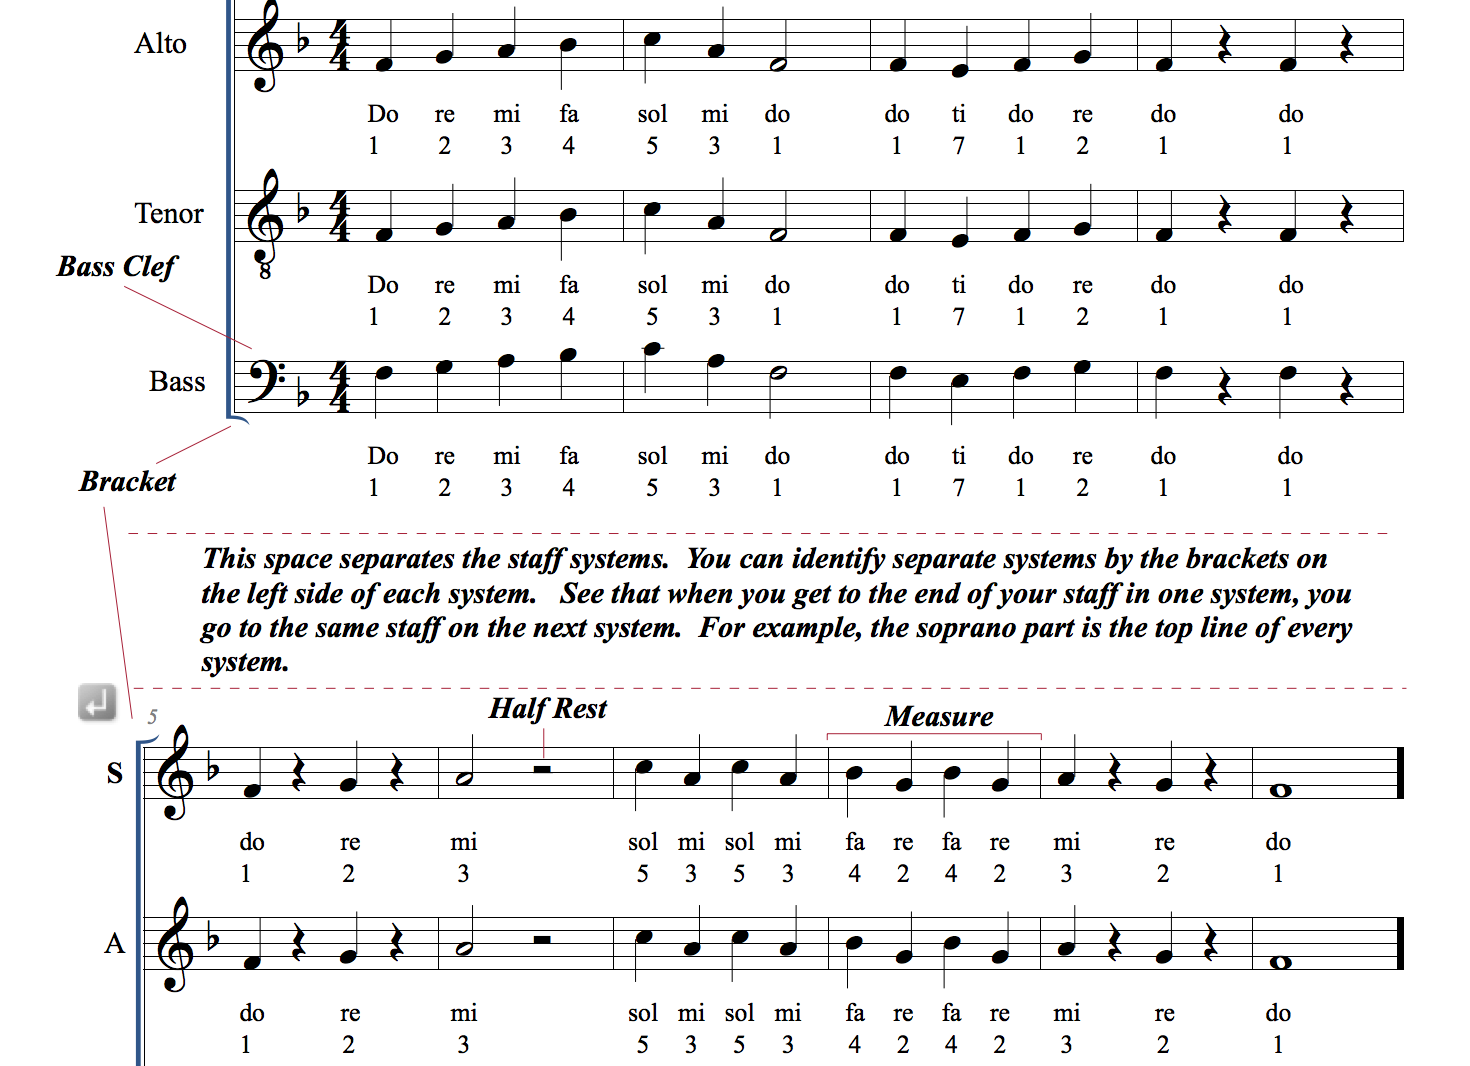 Alto
4
4
Do re mi fa sol mi do do ti do re do do
1 2 3 4 5 3 1 1 7 1 2 1 1
Tenor
8
4
4
Bass Clef
Do re mi fa sol mi do do ti do re do do
1 2 3 4 5 3 1 1 7 1 2 1 1
Bass
4
4
Do re mi fa sol mi do do ti do re do do
1 2 3 4 5 3 1 1 7 1 2 1 1
Bracket
This space separates the staff systems. You can identify separate systems by the brackets on
the left side of each system. See that when you get to the end of your staff in one system, you
go to the same staff on the next system. For example, the soprano part is the top line of every
system.
5
Half Rest
Measure
S
do re mi sol mi sol mi fa re fa re mi re do
1 2 3 5 3 5 3 4 2 4 2 3 2 1
A
do re mi sol mi sol mi fa re fa re mi re do
1 2 3 5 3 5 3 4 2 4 2 3 2 1